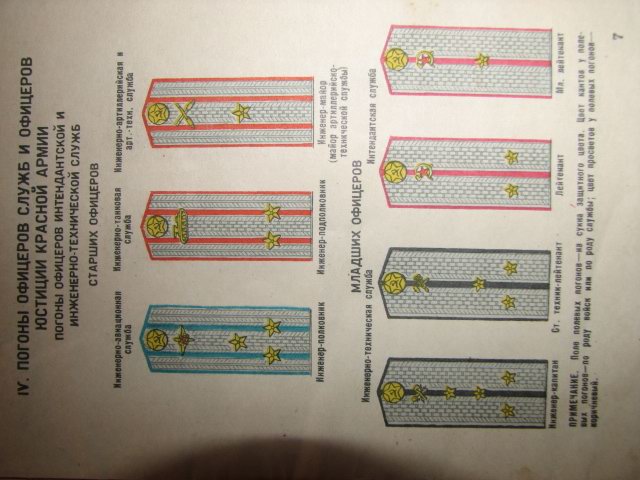 IV. ПОГОНЫ ОФИЦЕРОВ СЛУЖБ И ОФИЦЕРОВ
ЮСТИЦИИ КРАСНОЙ АРМИИ
ПОГОНЫ ОФИЦЕРОВ ИНТЕНДАНТСКОЙ И
ИНЖЕНЕРНО-ТЕХНИЧЕСКОЙ СЛУЖБ
СТАРШИХ ОФИЦЕРОВ
Инженерно-авиационная
служба
Инженерно-танковая
служба
Инженерно-артиллерийская и
арт.-техн. служба
Инженер-полковник
Инженер-подполковник
Инженер-майор
(майор артиллерийско-
технической службы)
МЛАДШИХ ОФИЦЕРОВ
Инженерно-техническая служба
Интендантская служба
Инженер-капитан
Ст. техник-лейтенант
Лейтенант
Мл. лейтенант
ПРИМЕЧАНИЕ. Поле полевых погонов—из сукна защитного цвета. Цвет кантов у поле-
вых погонов—по роду войск или по роду службы; цвет просветов у полевых погонов—
коричневый.
7